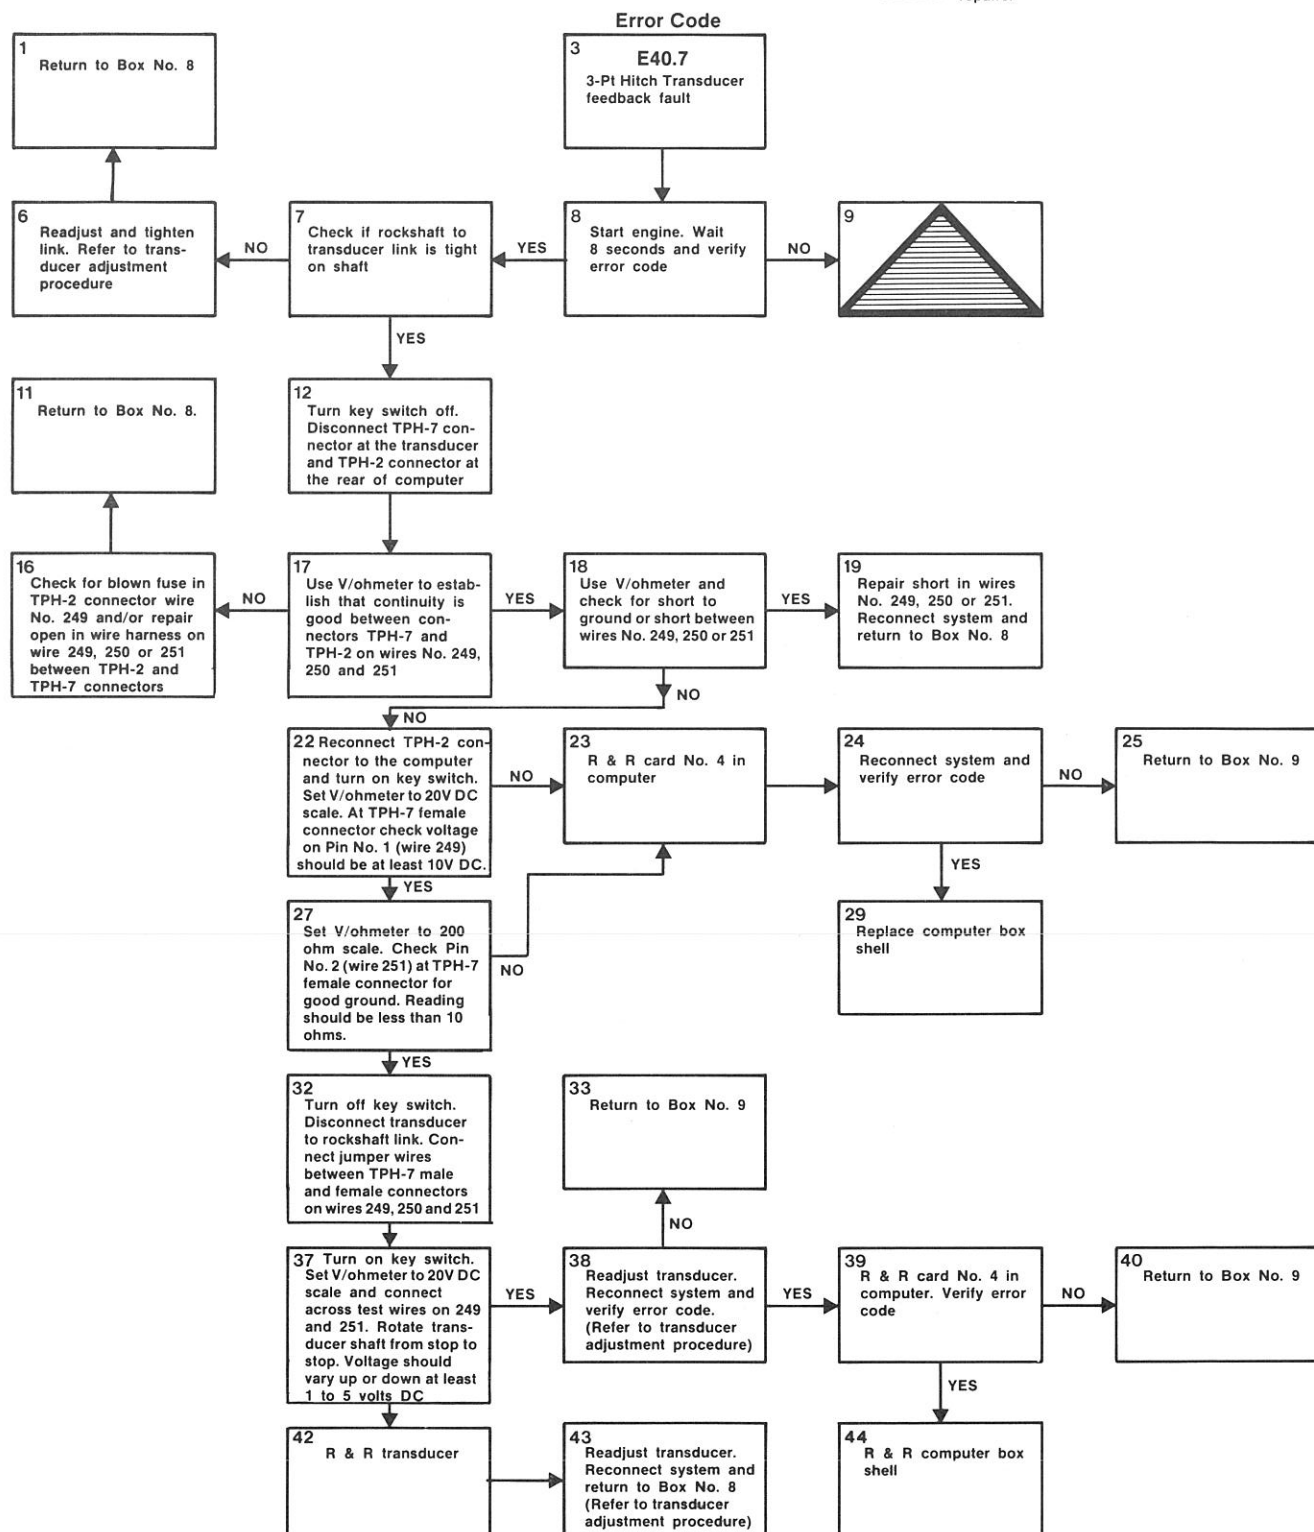 Error Code
1
Return to Box No. 8
3
E40.7
3-Pt Hitch Transducer
feedback fault
6
Readjust and tighten
link. Refer to trans-
ducer adjustment
procedure
NO
7
Check if rockshaft to
transducer link is tight
on shaft
YES
8
Start engine. Wait
8 seconds and verify
error code
NO
9
YES
11
Return to Box No. 8.
12
Turn key switch off.
Disconnect TPH-7 con-
nector at the transducer
and TPH-2 connector at
the rear of computer
16
Check for blown fuse in
TPH-2 connector wire
No. 249 and/or repair
open in wire harness on
wire 249, 250 or 251
between TPH-2 and
TPH-7 connectors
NO
17
Use V/ohmeter to estab-
lish that continuity is
good between con-
nectors TPH-7 and
TPH-2 on wires No. 249,
250 and 251
YES
18
Use V/ohmeter and
check for short to
ground or short between
wires No. 249, 250 or 251
YES
19
Repair short in wires
No. 249, 250 or 251.
Reconnect system and
return to Box No. 8
NO
NO
22 Reconnect TPH-2 con-
nector to the computer
and turn on key switch.
Set V/ohmeter to 20V DC
scale. At TPH-7 female
connector check voltage
on Pin No. 1 (wire 249)
should be at least 10V DC.
NO
23
R & R card No. 4 in
computer
24
Reconnect system and
verify error code
NO
25
Return to Box No. 9
YES
YES
27
Set V/ohmeter to 200
ohm scale. Check Pin
No. 2 (wire 251) at TPH-7
female connector for
good ground. Reading
should be less than 10
ohms.
NO
29
Replace computer box
shell
YES
32
Turn off key switch.
Disconnect transducer
to rockshaft link. Con-
nect jumper wires
between TPH-7 male
and female connectors
on wires 249, 250 and 251
33
Return to Box No. 9
NO
37 Turn on key switch.
Set V/ohmeter to 20V DC
scale and connect
across test wires on 249
and 251. Rotate trans-
ducer shaft from stop to
stop. Voltage should
vary up or down at least
1 to 5 volts DC
YES
38
Readjust transducer.
Reconnect system and
verify error code.
(Refer to transducer
adjustment procedure)
YES
39
R & R card No. 4 in
computer. Verify error
code
NO
40
Return to Box No. 9
YES
42
R & R transducer
43
Readjust transducer.
Reconnect system and
return to Box No. 8
(Refer to transducer
adjustment procedure)
44
R & R computer box
shell